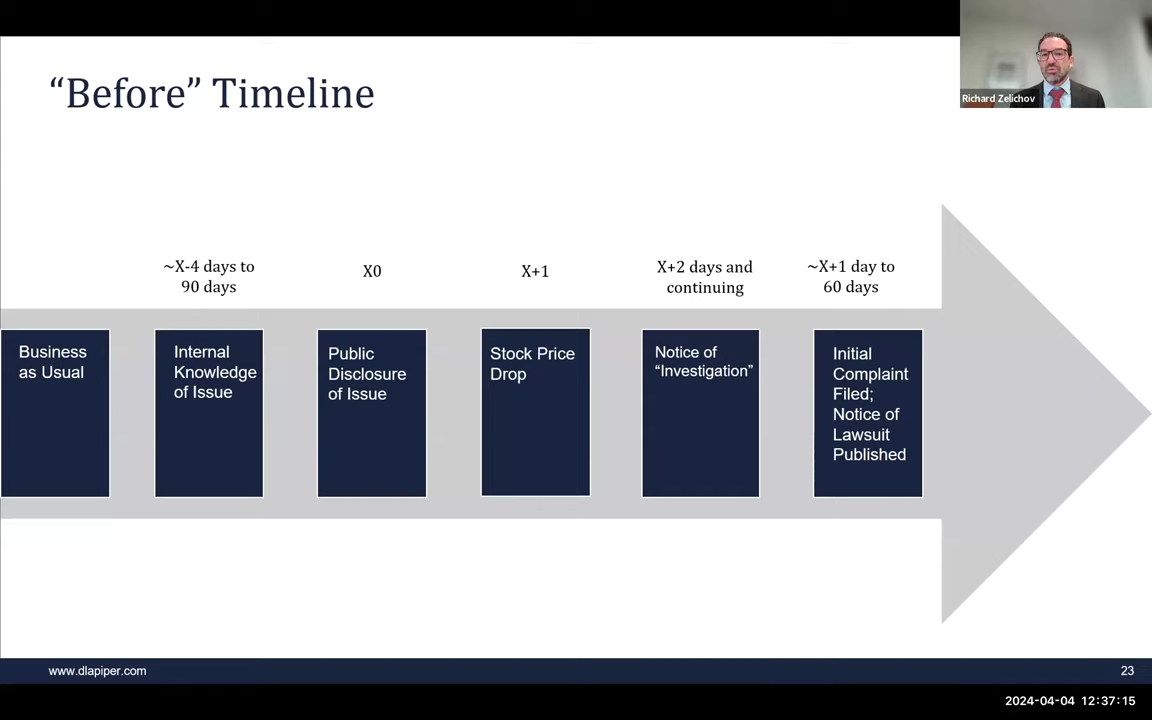 “Before” Timeline
Richard Zelichov
~X-4 days to
90 days
X0
X+1
X+2 days and
continuing
~X+1 day to
60 days
Business
as Usual
Internal
Knowledge
of Issue
Public
Disclosure
of Issue
Stock Price
Drop
Notice of
“Investigation”
Initial
Complaint
Filed;
Notice of
Lawsuit
Published
www.dlapiper.com
23
2024-04-04 12:37:15